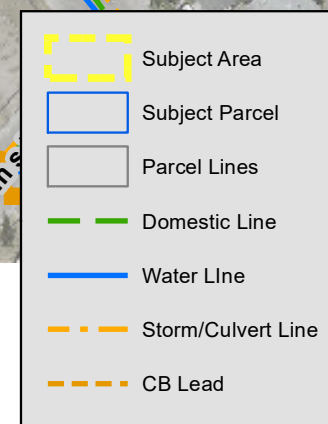 Subject Area
Subject Parcel
Parcel Lines
Domestic Line
Water LIne
Storm/Culvert Line
CB Lead